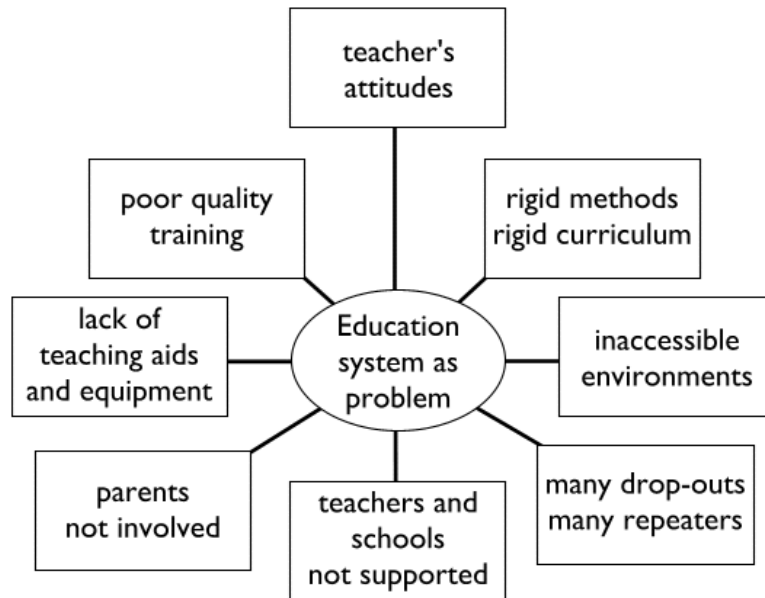 teacher's
attitudes
poor quality
training
rigid methods
rigid curriculum
lack of
teaching aids
and equipment
Education
system as
problem
inaccessible
environments
parents
not involved
teachers and
schools
not supported
many drop-outs
many repeaters